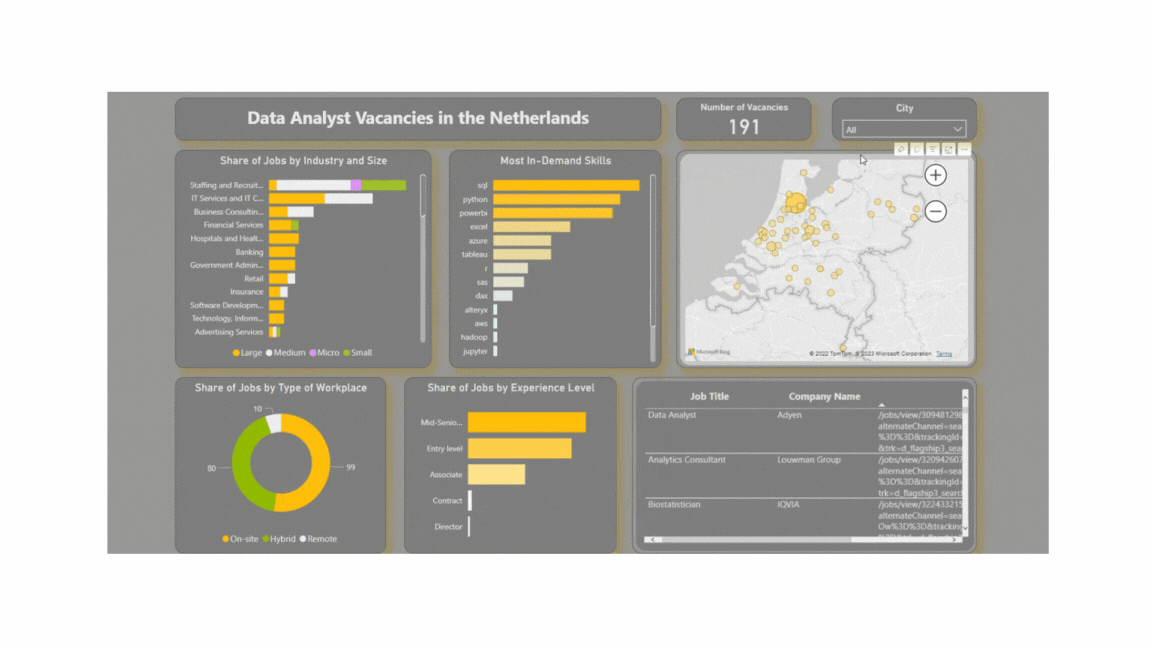 Data Analyst Vacancies in the Netherlands
Number of Vacancies
191
City
All
Share of Jobs by Industry and Size
Staffing and Recruit...
IT Services and IT C...
Business Consultin...
Financial Services
Hospitals and Healt...
Banking
Government Admin...
Retail
Insurance
Software Developm...
Technology, Inform...
Advertising Services
Large Medium Micro Small
Most In-Demand Skills
sql
python
powerbi
excel
azure
tableau
r
sas
dax
alteryx
aws
hadoop
jupyter
Microsoft Bing
© 2022 TomTom, © 2023 Microsoft Corporation Terms
Share of Jobs by Type of Workplace
10
80
99
On-site Hybrid Remote
Share of Jobs by Experience Level
Mid-Senio...
Entry level
Associate
Contract
Director
Job Title Company Name
Data Analyst Adyen /jobs/view/309481298
alternateChannel=sea
%3D%3D&trackingId=
&trk=d_flagship3_sear
Analytics Consultant Louwman Group /jobs/view/320942607
alternateChannel=sea
%3D%3D&trackingId=
trk=d_flagship3_searc
Biostatistician IQVIA /jobs/view/322433215
alternateChannel=sea
Ow%3D%3D&tracking